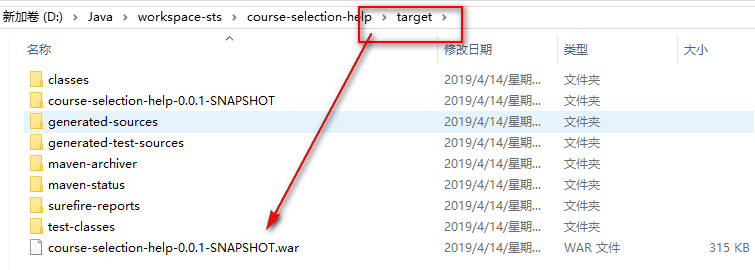 新加卷 (D:) › Java › workspace-sts › course-selection-help › target ›
名称 修改日期 类型 大小
classes 2019/4/14/星期... 文件夹
course-selection-help-0.0.1-SNAPSHOT 2019/4/14/星期... 文件夹
generated-sources 2019/4/14/星期... 文件夹
generated-test-sources 2019/4/14/星期... 文件夹
maven-archiver 2019/4/14/星期... 文件夹
maven-status 2019/4/14/星期... 文件夹
surefire-reports 2019/4/14/星期... 文件夹
test-classes 2019/4/14/星期... 文件夹
course-selection-help-0.0.1-SNAPSHOT.war 2019/4/14/星期... WAR 文件 315 KB